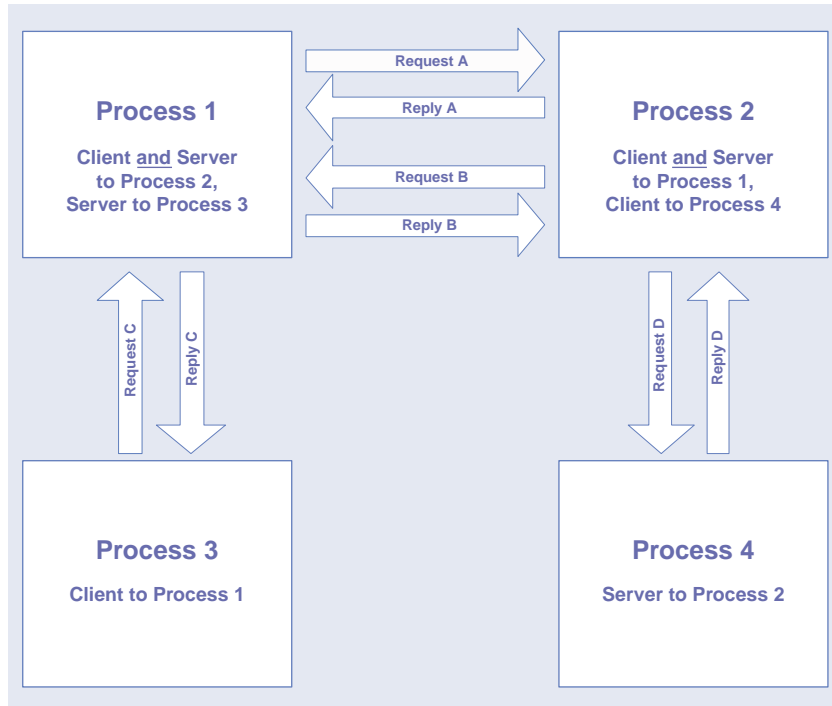 Process 1
Client and Server
to Process 2,
Server to Process 3
Request A
Reply A
Request B
Reply B
Process 2
Client and Server
to Process 1,
Client to Process 4
Request C
Reply C
Request D
Reply D
Process 3
Client to Process 1
Process 4
Server to Process 2